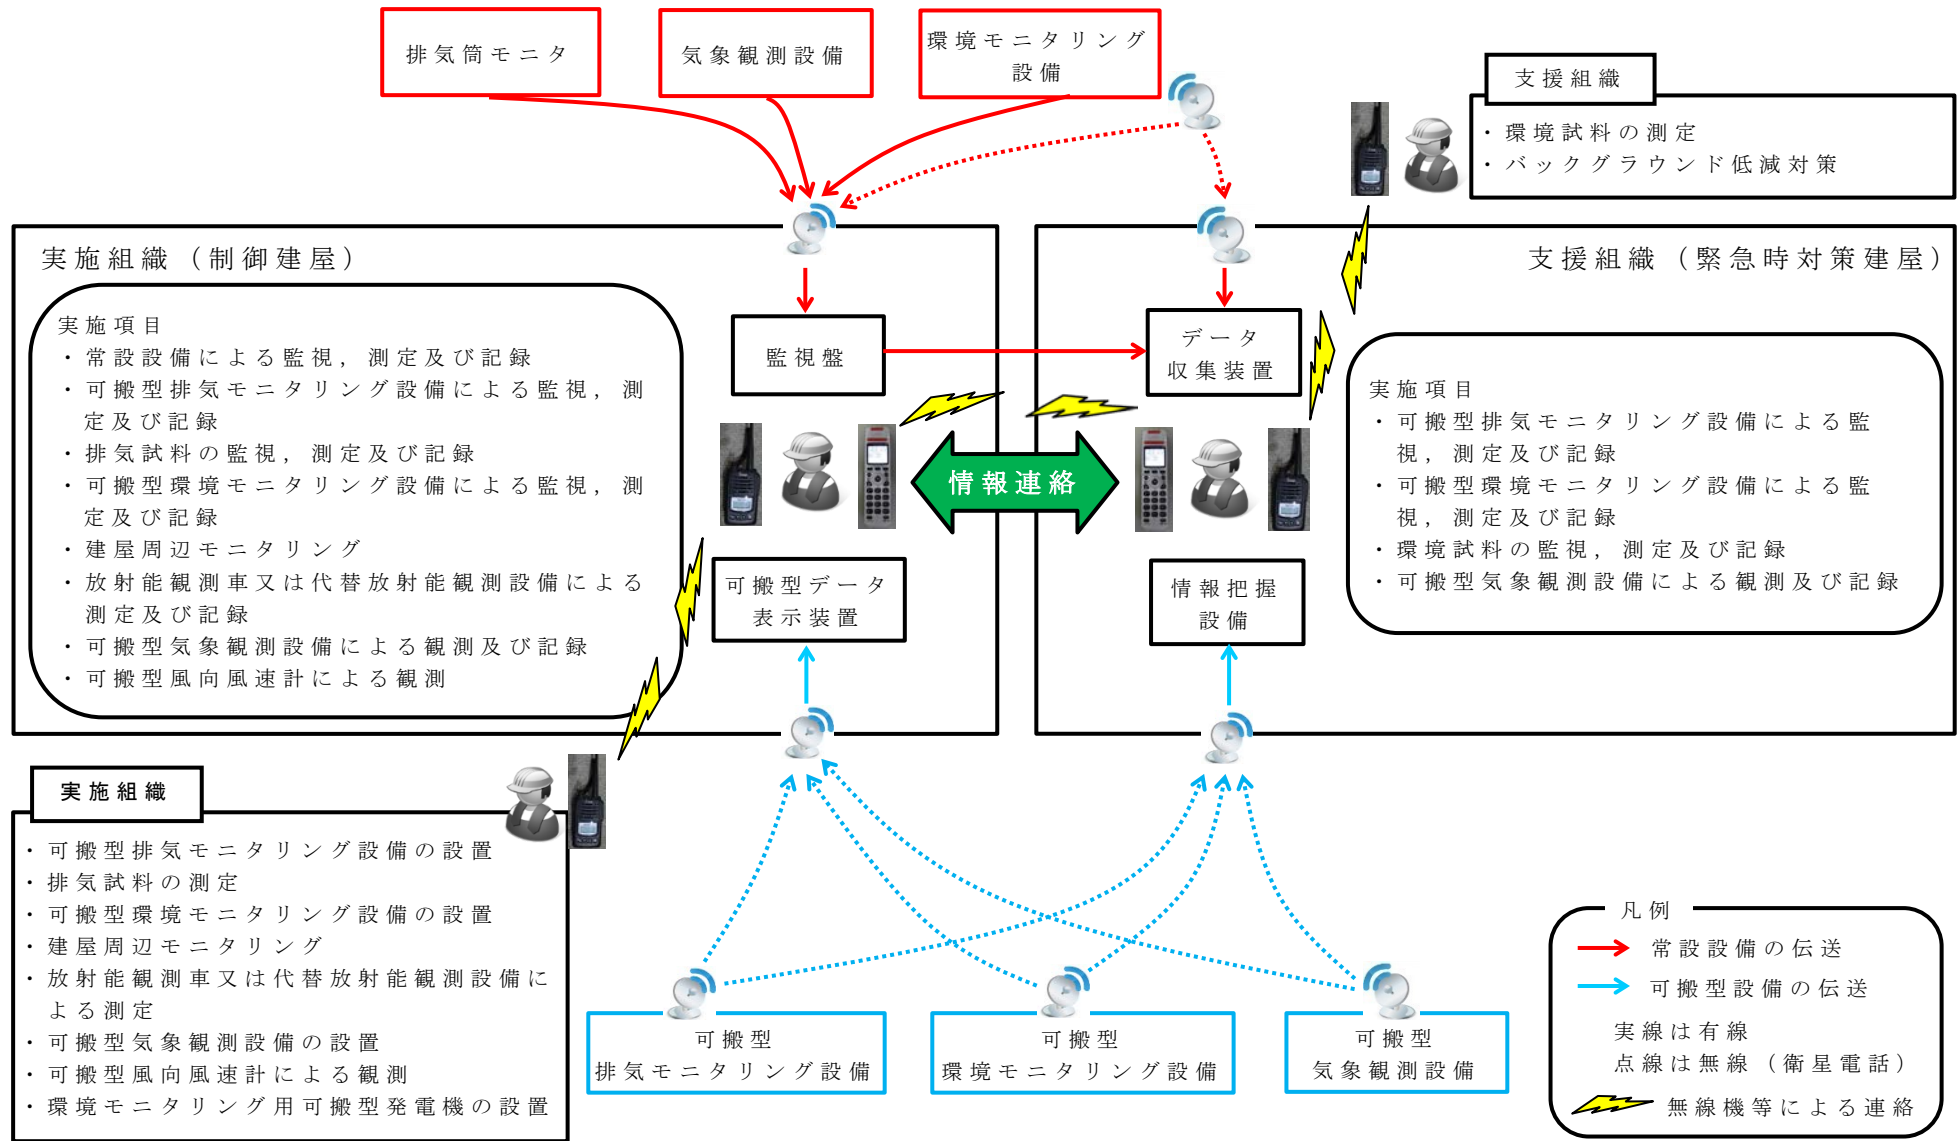 排気筒モニタ
気象観測設備
環境モニタリング
設備
支援組織
・環境試料の測定
・バックグラウンド低減対策
実施組織（制御建屋）
実施項目
・常設設備による監視，測定及び記録
・可搬型排気モニタリング設備による監視，測
定及び記録
・排気試料の監視，測定及び記録
・可搬型環境モニタリング設備による監視，測
定及び記録
・建屋周辺モニタリング
・放射能観測車又は代替放射能観測設備による
測定及び記録
・可搬型気象観測設備による観測及び記録
・可搬型風向風速計による観測
監視盤
可搬型データ
表示装置
情報連絡
支援組織（緊急時対策建屋）
データ
収集装置
情報把握
設備
実施項目
・可搬型排気モニタリング設備による監
視，測定及び記録
・可搬型環境モニタリング設備による監
視，測定及び記録
・環境試料の監視，測定及び記録
・可搬型気象観測設備による観測及び記録
実施組織
・可搬型排気モニタリング設備の設置
・排気試料の測定
・可搬型環境モニタリング設備の設置
・建屋周辺モニタリング
・放射能観測車又は代替放射能観測設備に
よる測定
・可搬型気象観測設備の設置
・可搬型風向風速計による観測
・環境モニタリング用可搬型発電機の設置
可搬型
排気モニタリング設備
可搬型
環境モニタリング設備
可搬型
気象観測設備
凡例
常設設備の伝送
可搬型設備の伝送
実線は有線
点線は無線（衛星電話）
無線機等による連絡